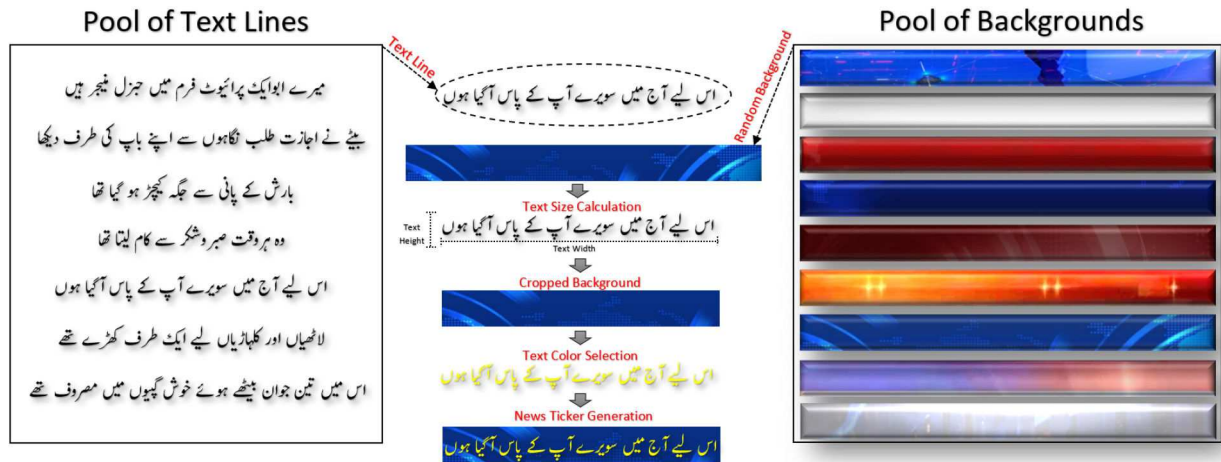 Pool of Text Lines
میرے ابو ایک پرائیوٹ فرم میں جنرل منیجر ہیں
بیٹے نے اجازت طلب نگاہوں سے اپنے باپ کی طرف دیکھا
بارش کے پانی سے جگہ کیچڑ ہو گیا تھا
وہ ہر وقت صبر و شکر سے کام لیتا تھا
اس لیے آج میں سویرے آپ کے پاس آگیا ہوں
لاٹھیاں اور کلہاڑیاں لیے ایک طرف کھڑے تھے
اس میں تین جوان بیٹھے ہوئے خوش گپیوں میں مصروف تھے
Text Line
اس لیے آج میں سویرے آپ کے پاس آگیا ہوں
Random Background
Text Size Calculation
Text Height
اس لیے آج میں سویرے آپ کے پاس آگیا ہوں
Text Width
Cropped Background
Text Color Selection
اس لیے آج میں سویرے آپ کے پاس آگیا ہوں
News Ticker Generation
اس لیے آج میں سویرے آپ کے پاس آگیا ہوں
Pool of Backgrounds